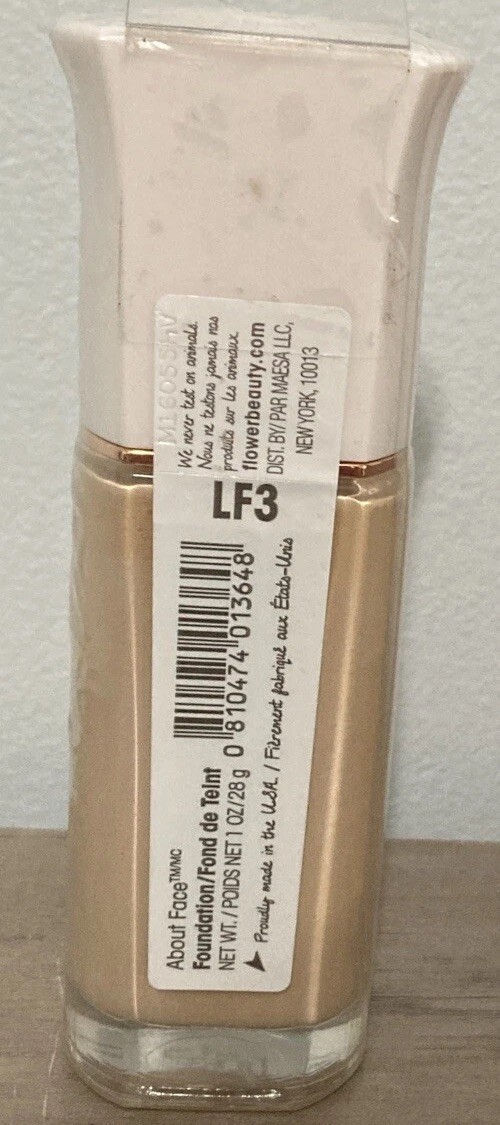 M16055HV
We never test on animals.
Nous ne testons jamais nos
produits sur les animaux
flowerbeauty.com
DIST. BY/PAR MAESA LLC,
NEW YORK, 10013
LF3
0 810474 013648
About Face™/MC
Foundation/Fond de Teint
NET WT. / POIDS NET 1 OZ/28 g
Proudly made in the USA. / Fièrement fabriqué aux États-Unis